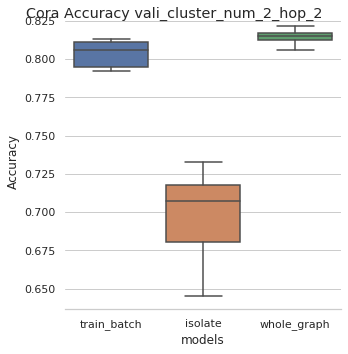 Cora Accuracy vali_cluster_num_2_hop_2
0.825
0.800
0.775
0.750
0.725
0.700
0.675
0.650
Accuracy
train_batch
isolate
whole_graph
models